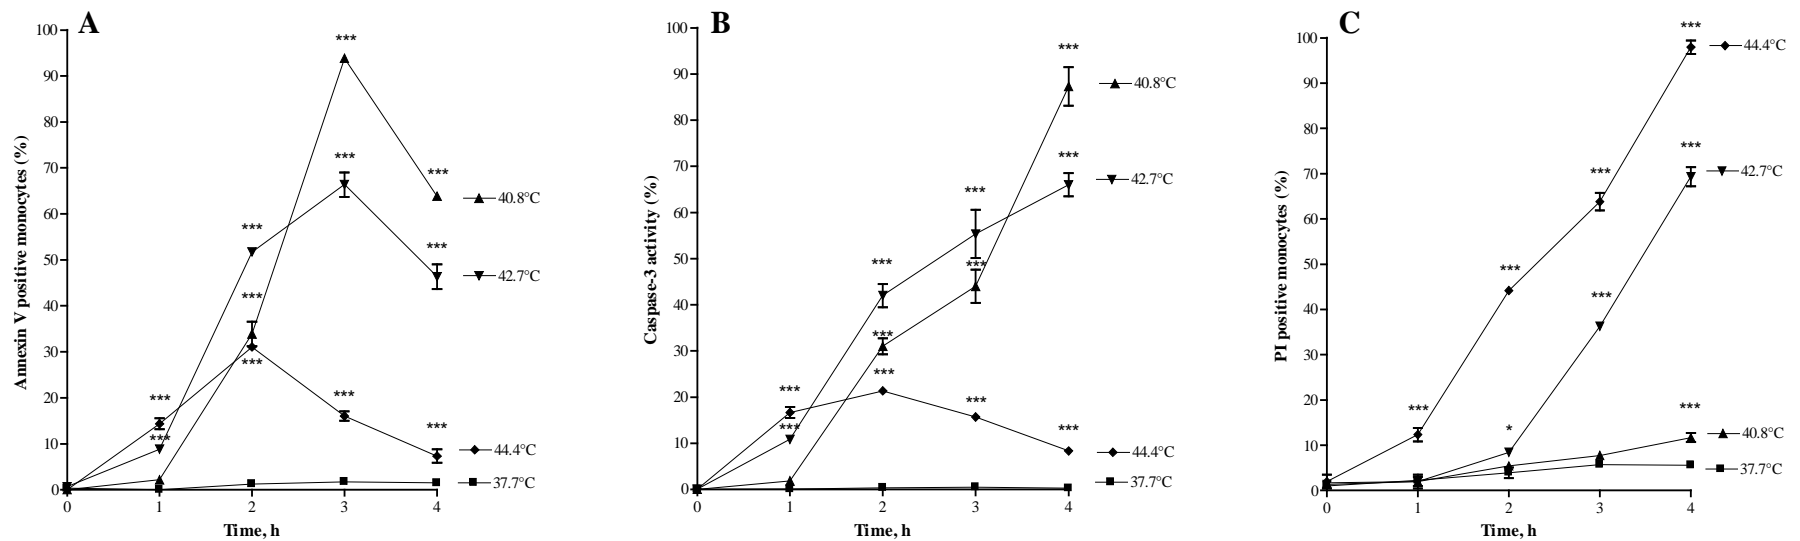 A
Annexin V positive monocytes (%)
100
90
80
70
60
50
40
30
20
10
0
***
***
***
***
***
***
***
***
***
***
***
40.8°C
42.7°C
44.4°C
37.7°C
0 1 2 3 4
Time, h
B
Caspase-3 activity (%)
100
90
80
70
60
50
40
30
20
10
0
***
***
***
***
***
***
***
***
***
***
***
40.8°C
42.7°C
44.4°C
37.7°C
0 1 2 3 4
Time, h
C
PI positive monocytes (%)
100
90
80
70
60
50
40
30
20
10
0
***
***
***
***
***
***
*
***
44.4°C
42.7°C
40.8°C
37.7°C
0 1 2 3 4
Time, h